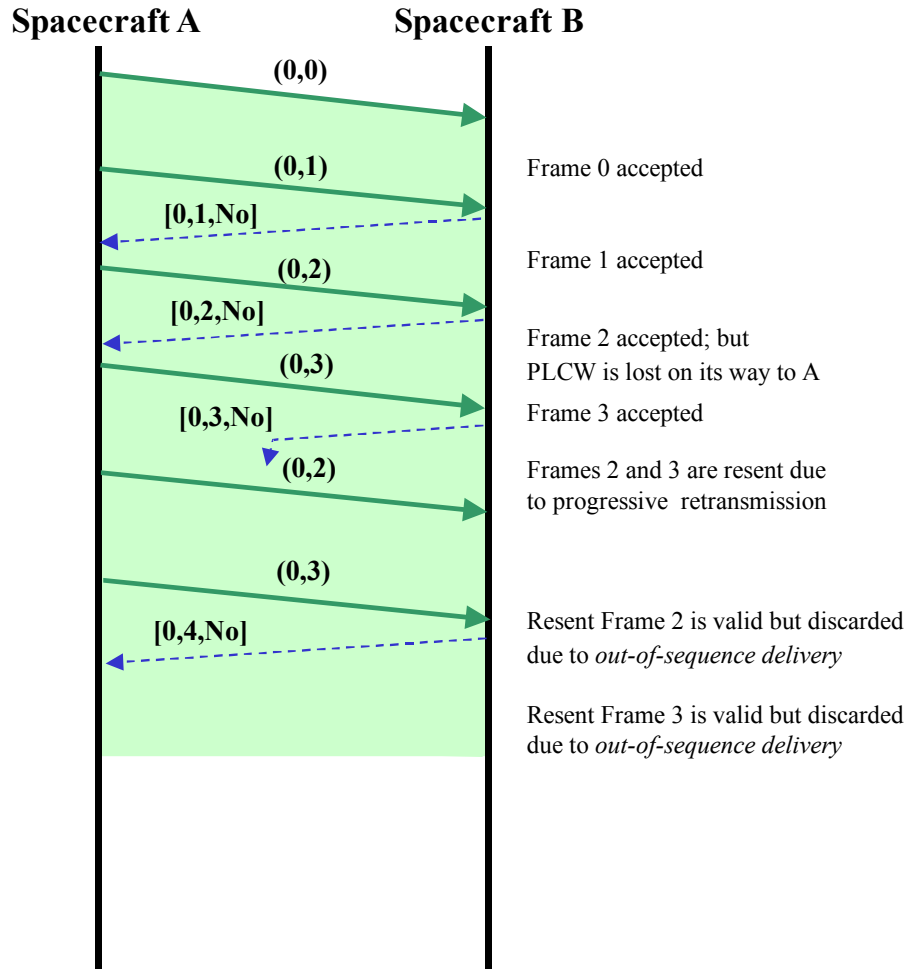 Spacecraft A
Spacecraft B
(0,0)
(0,1)
Frame 0 accepted
[0,1,No]
Frame 1 accepted
(0,2)
[0,2,No]
Frame 2 accepted; but
PLCW is lost on its way to A
(0,3)
[0,3,No]
Frame 3 accepted
(0,2)
Frames 2 and 3 are resent due
to progressive retransmission
(0,3)
[0,4,No]
Resent Frame 2 is valid but discarded
due to out-of-sequence delivery
Resent Frame 3 is valid but discarded
due to out-of-sequence delivery